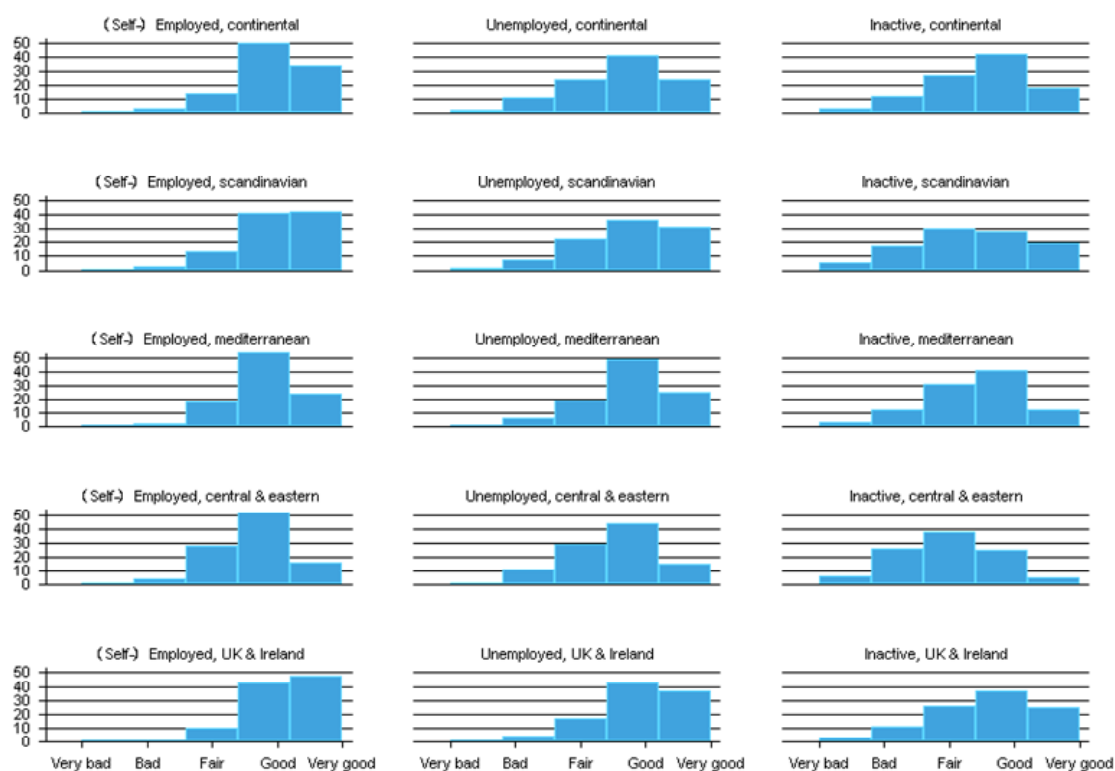 (Self-) Employed, continental
Unemployed, continental
Inactive, continental
50
40
30
20
10
0
(Self-) Employed, scandinavian
Unemployed, scandinavian
Inactive, scandinavian
50
40
30
20
10
0
(Self-) Employed, mediterranean
Unemployed, mediterranean
Inactive, mediterranean
50
40
30
20
10
0
(Self-) Employed, central & eastern
Unemployed, central & eastern
Inactive, central & eastern
50
40
30
20
10
0
(Self-) Employed, UK & Ireland
Unemployed, UK & Ireland
Inactive, UK & Ireland
50
40
30
20
10
0
Very bad Bad Fair Good Very good
Very bad Bad Fair Good Very good
Very bad Bad Fair Good Very good